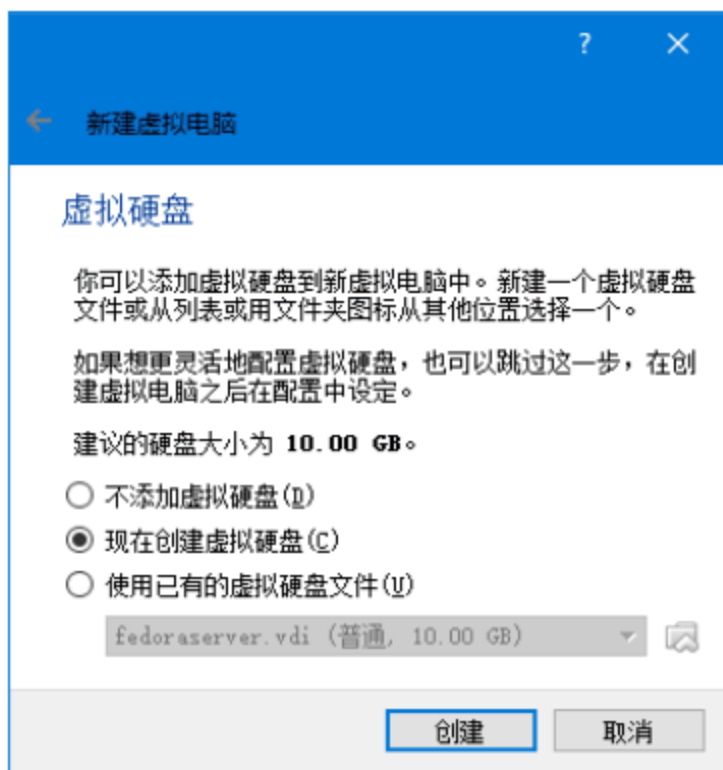 ?
×
← 新建虚拟电脑
虚拟硬盘
你可以添加虚拟硬盘到新虚拟电脑中。新建一个虚拟硬盘
文件或从列表或用文件夹图标从其他位置选择一个。
如果想更灵活地配置虚拟硬盘，也可以跳过这一步，在创
建虚拟电脑之后在配置中设定。
建议的硬盘大小为 10.00 GB。
不添加虚拟硬盘(D)
现在创建虚拟硬盘(C)
使用已有的虚拟硬盘文件(U)
fedoraserver.vdi (普通, 10.00 GB)
创建
取消